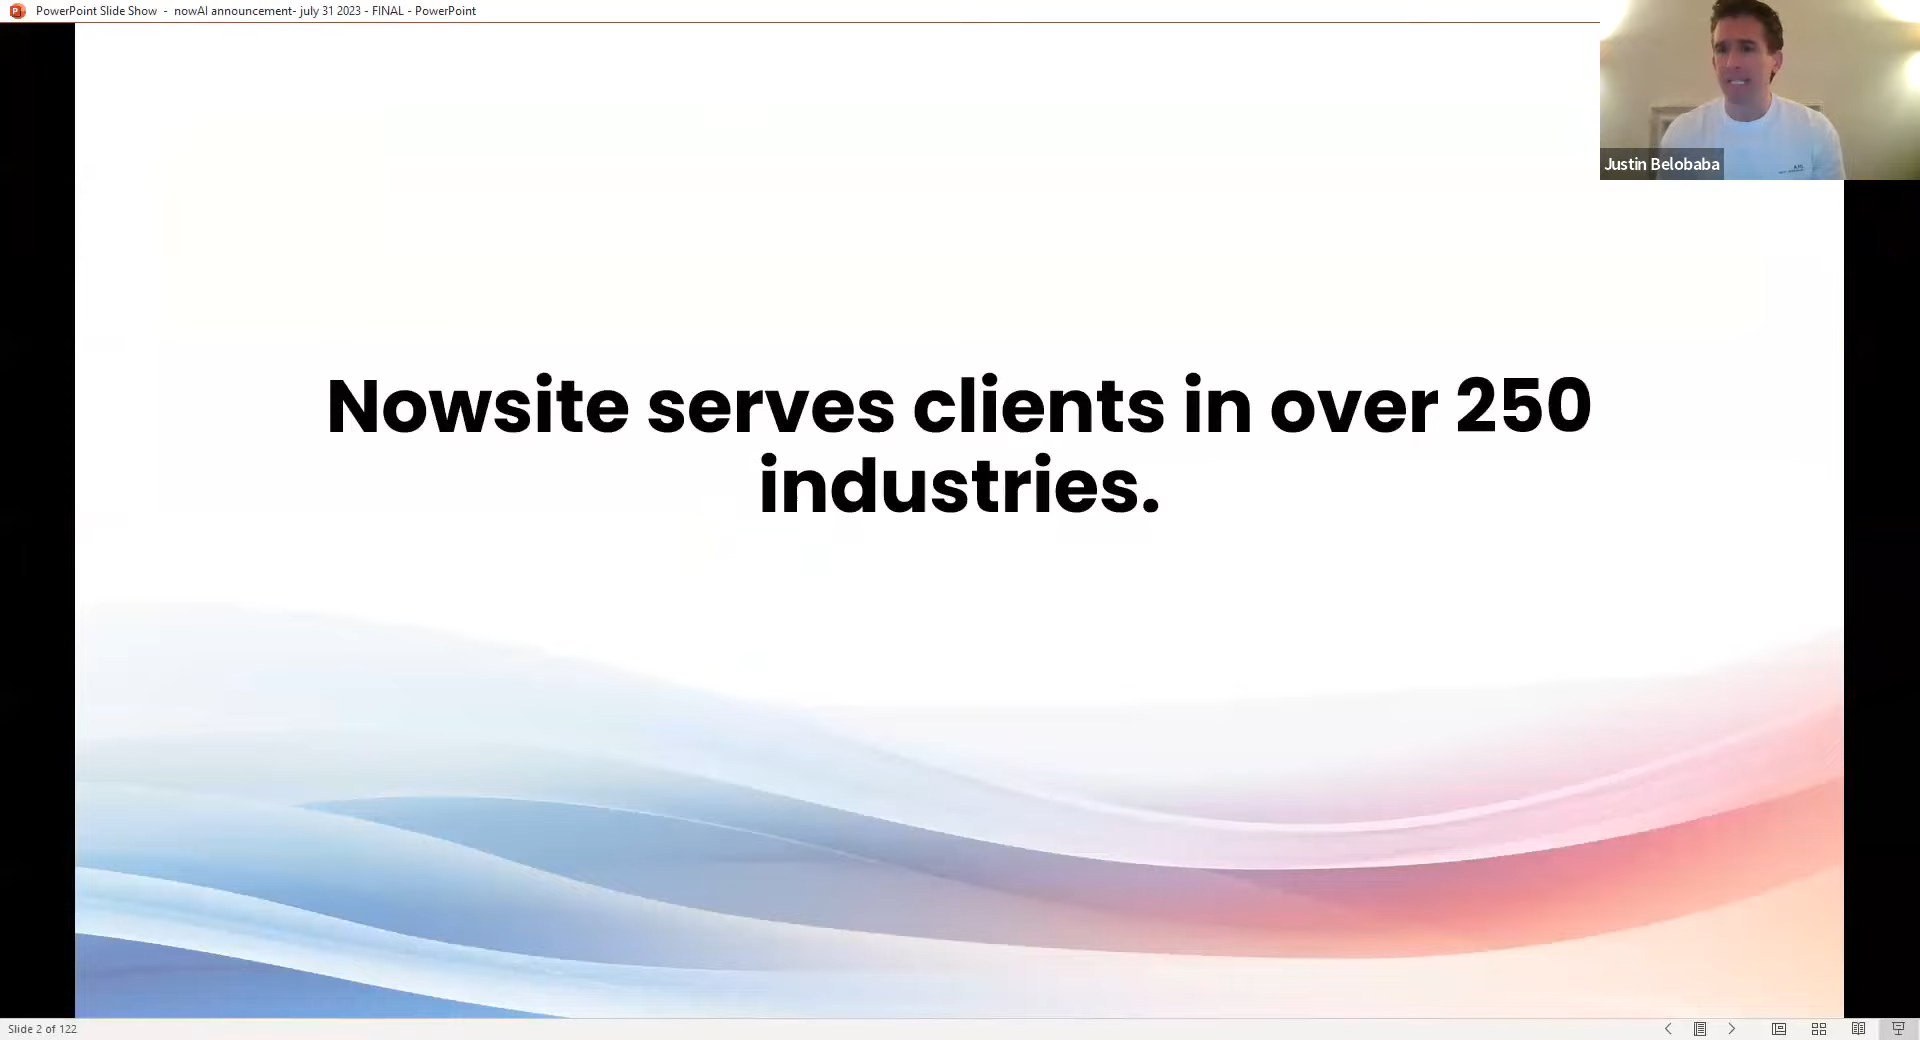 PowerPoint Slide Show - nowAI announcement- july 31 2023 - FINAL - PowerPoint
Justin Belobaba
Nowsite serves clients in over 250
industries.
Slide 2 of 122